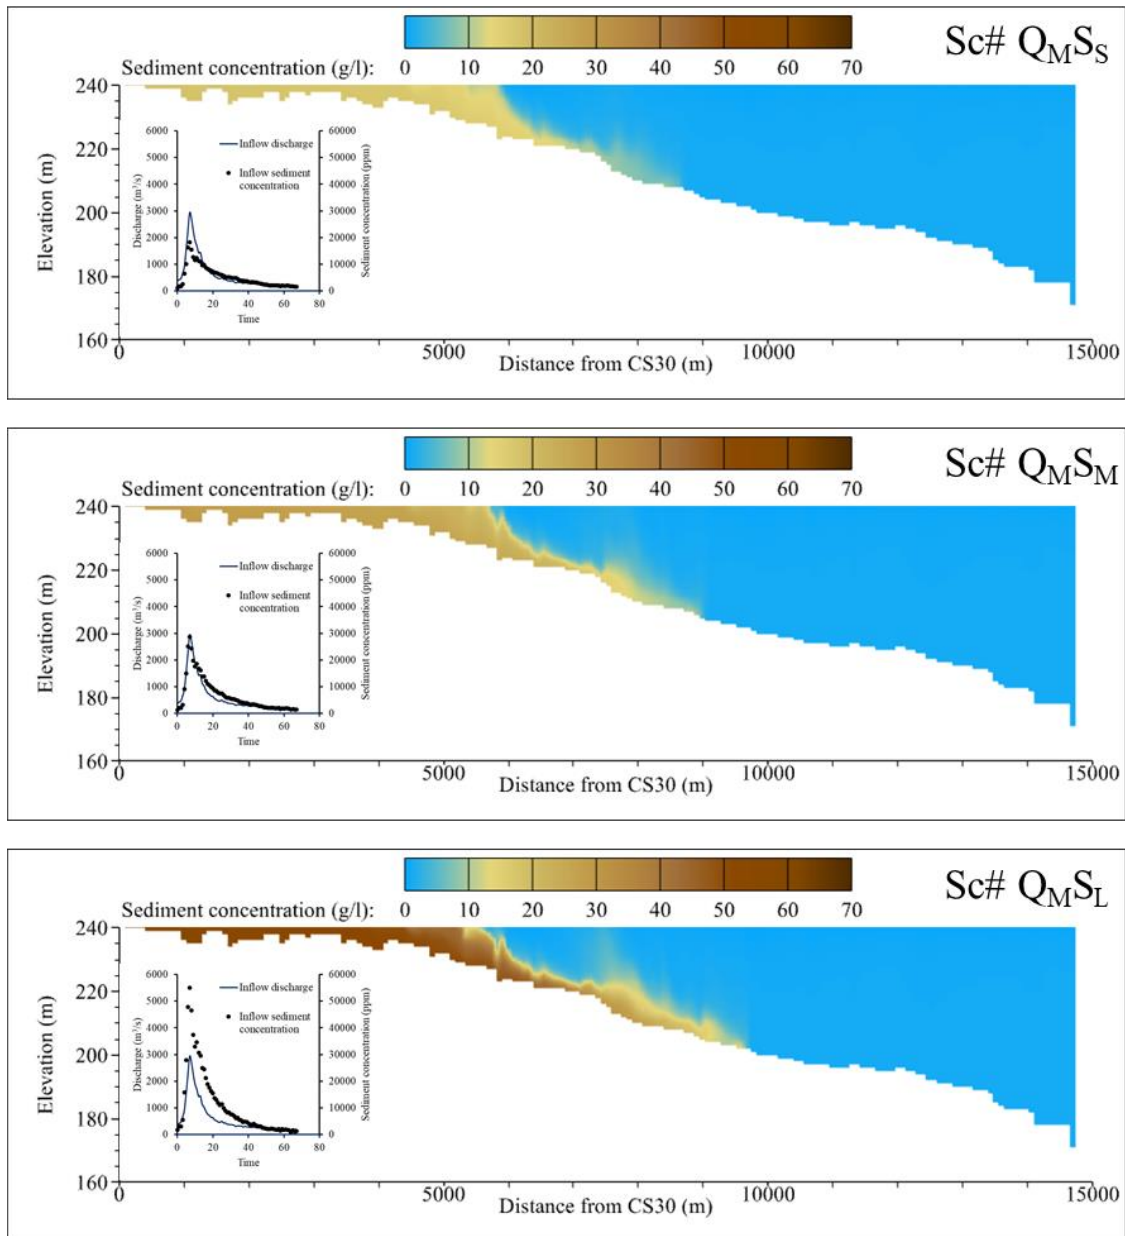 Sc# QMSS
Sediment concentration (g/l):
0 10 20 30 40 50 60 70
240
220
200
180
160
Elevation (m)
0 5000 10000 15000
Distance from CS30 (m)
6000
5000
4000
3000
2000
1000
0
Discharge (m³/s)
Inflow discharge
Inflow sediment
concentration
60000
50000
40000
30000
20000
10000
0
Sediment concentration (ppm)
0 20 40 60 80
Time
Sc# QMSM
Sediment concentration (g/l):
0 10 20 30 40 50 60 70
240
220
200
180
160
Elevation (m)
0 5000 10000 15000
Distance from CS30 (m)
6000
5000
4000
3000
2000
1000
0
Discharge (m³/s)
Inflow discharge
Inflow sediment
concentration
60000
50000
40000
30000
20000
10000
0
Sediment concentration (ppm)
0 20 40 60 80
Time
Sc# QMSL
Sediment concentration (g/l):
0 10 20 30 40 50 60 70
240
220
200
180
160
Elevation (m)
0 5000 10000 15000
Distance from CS30 (m)
6000
5000
4000
3000
2000
1000
0
Discharge (m³/s)
Inflow discharge
Inflow sediment
concentration
60000
50000
40000
30000
20000
10000
0
Sediment concentration (ppm)
0 20 40 60 80
Time